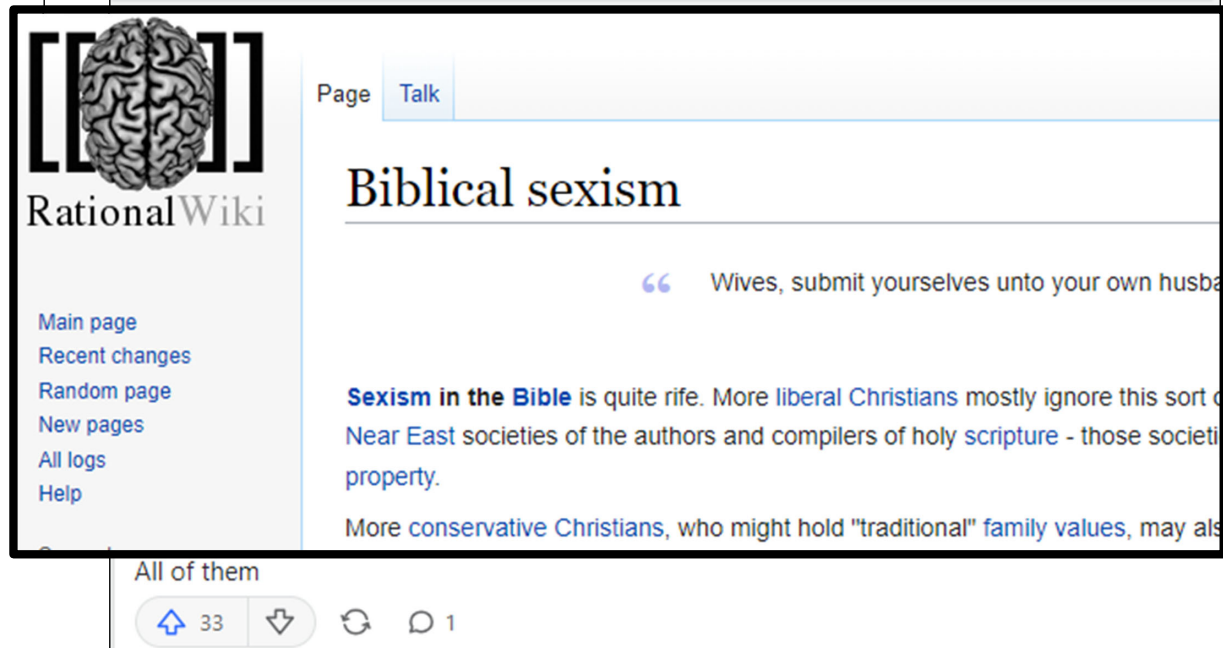 Page Talk
RationalWiki
Biblical sexism
“ Wives, submit yourselves unto your own
Main page
Recent changes
Random page
New pages
All logs
Help
Sexism in the Bible is quite rife. More liberal Christians mostly ignore this sort
Near East societies of the authors and compilers of holy scripture - those
property.
More conservative Christians, who might hold "traditional" family values, may
All of them
33
1